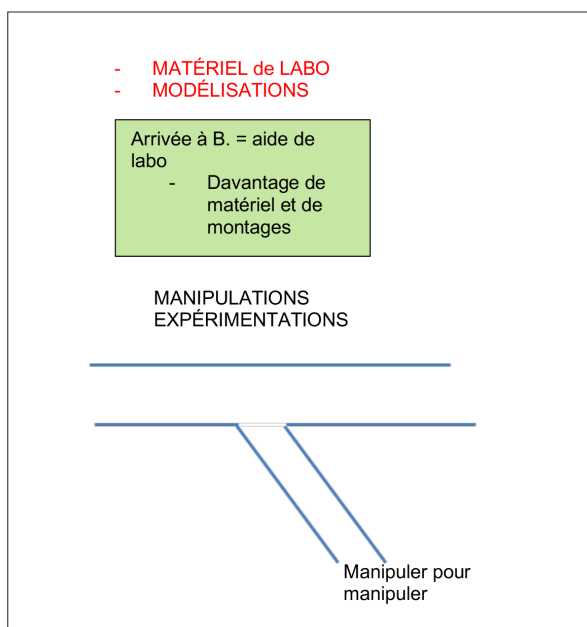 - MATÉRIEL de LABO
- MODÉLISATIONS
Arrivée à B. = aide de
labo
- Davantage de
matériel et de
montages
MANIPULATIONS
EXPÉRIMENTATIONS
Manipuler pour
manipuler